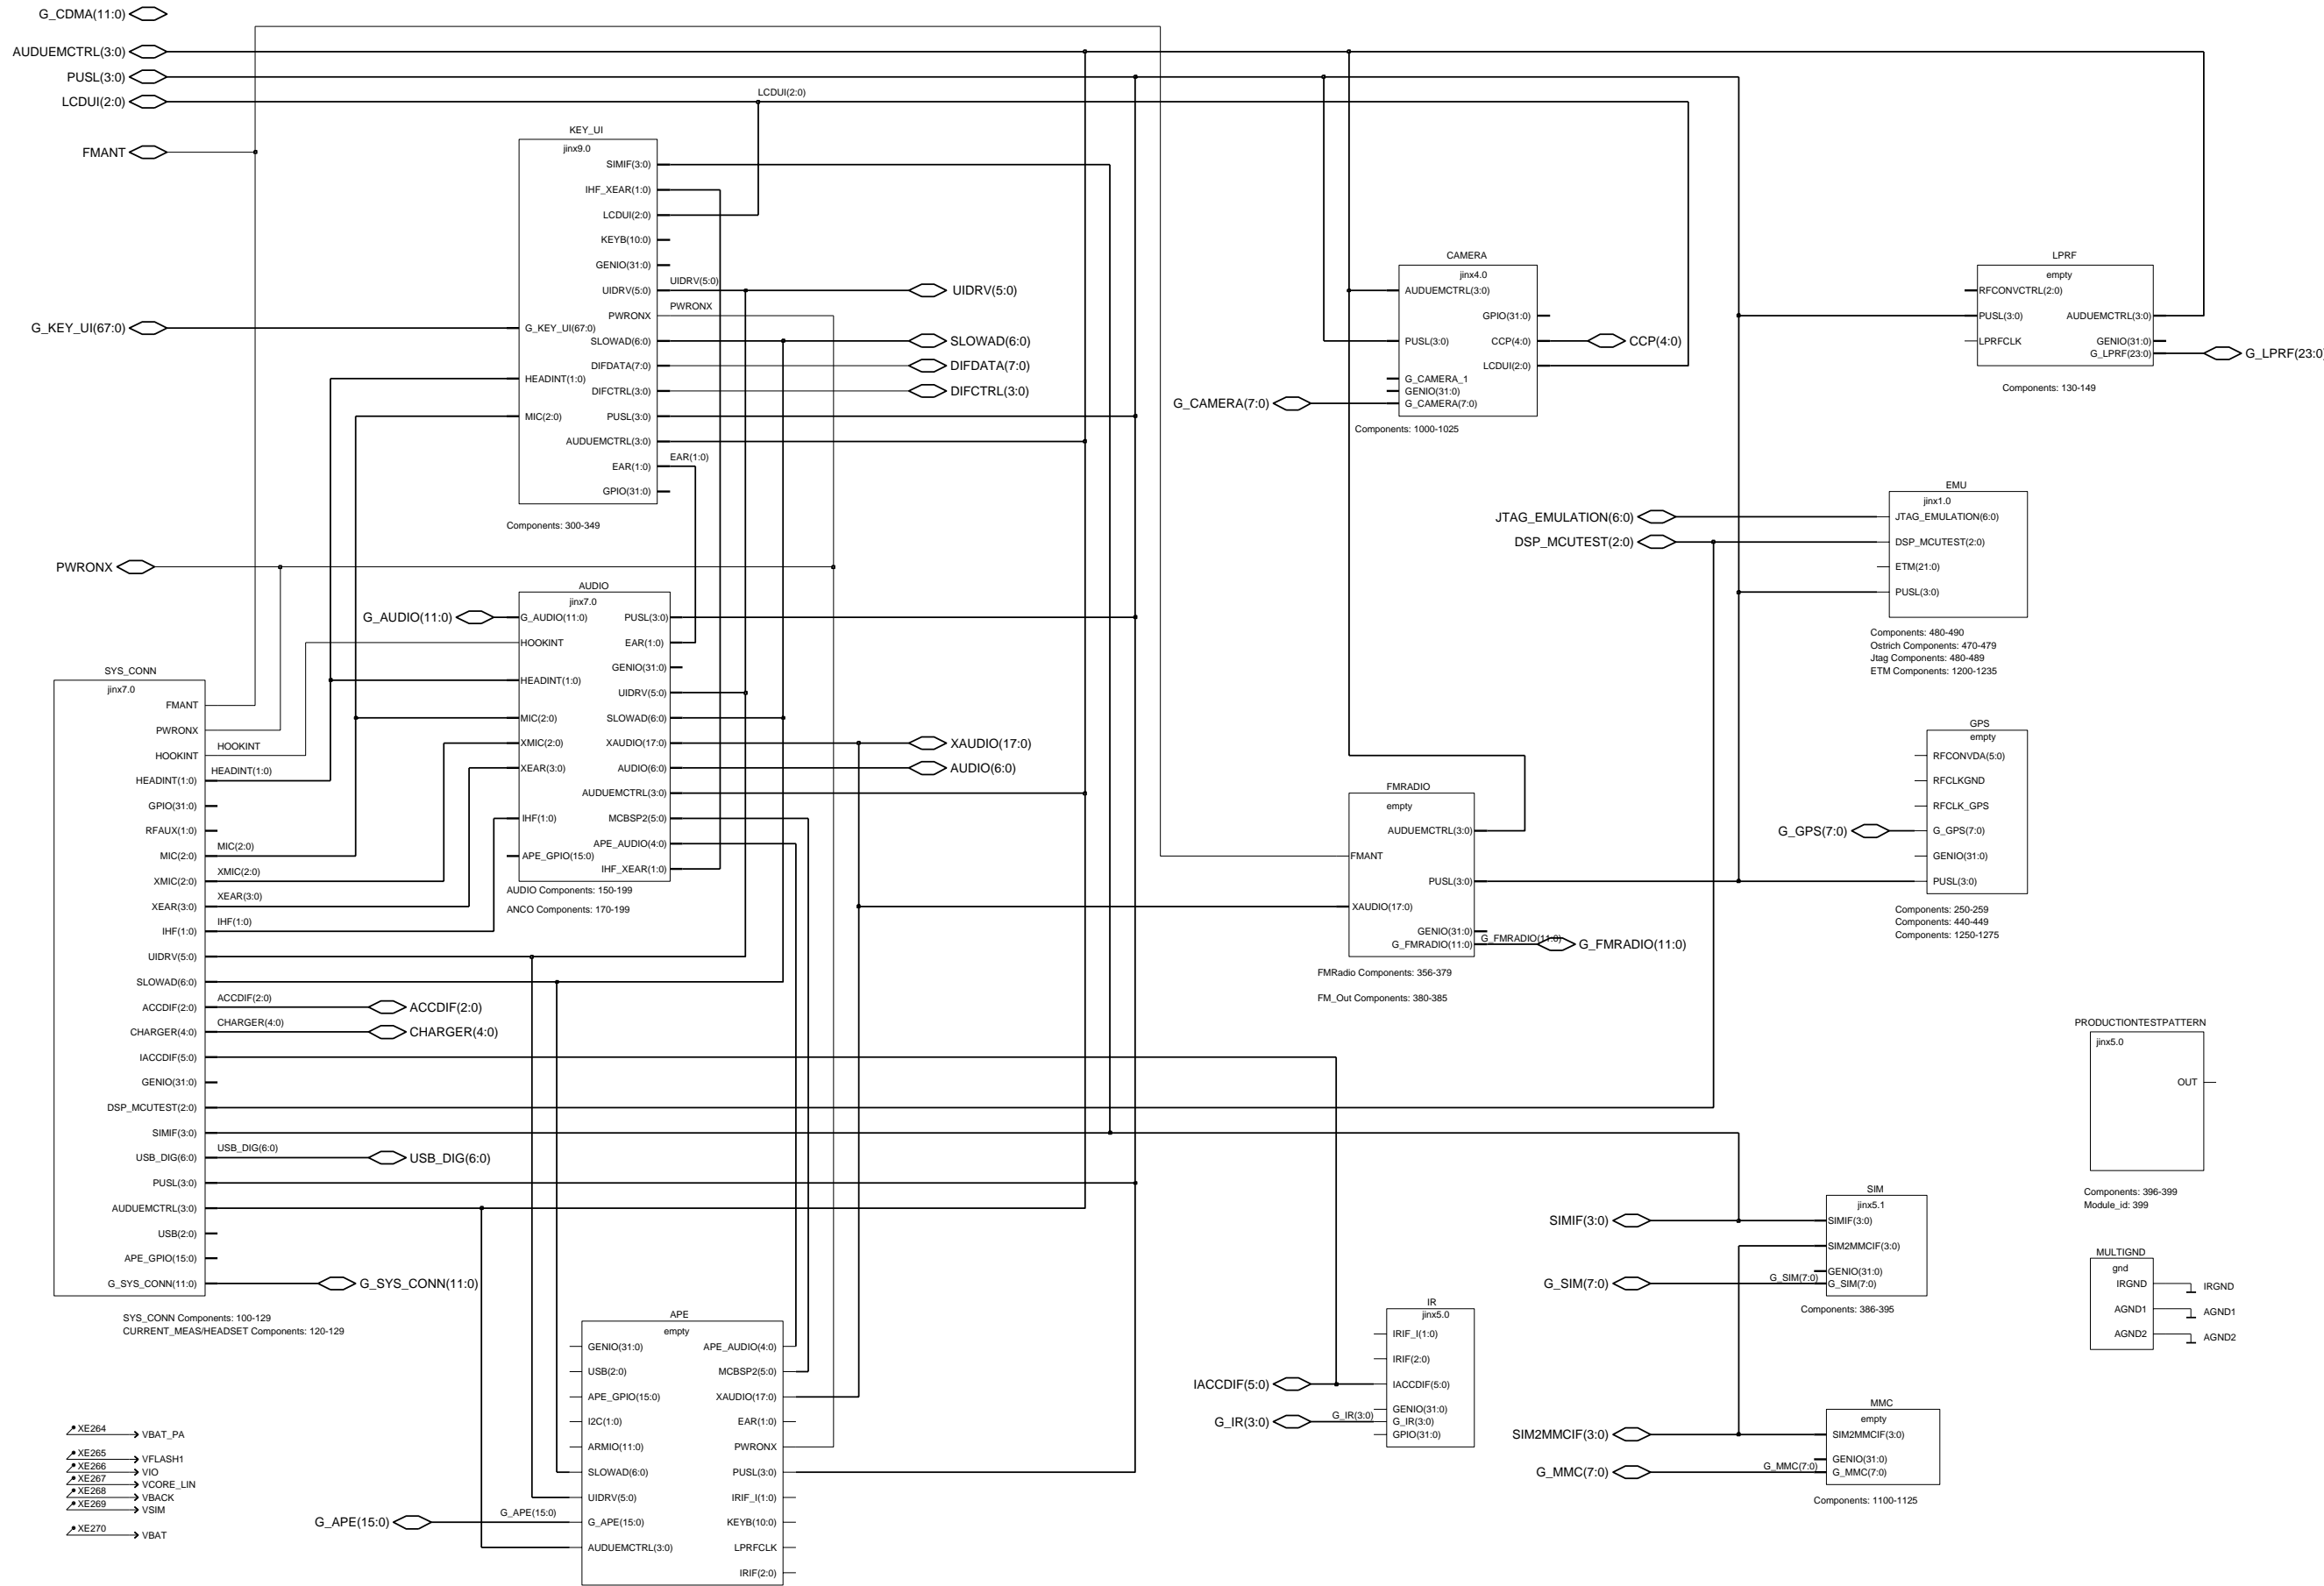 G_CDMA(11:0)
AUDUEMCTRL(3:0)
PUSL(3:0)
LCDUI(2:0)
LCDUI(2:0)
FMANT
KEY_UI
jinx9.0
SIMIF(3:0)
IHF_XEAR(1:0)
LCDUI(2:0)
KEYB(10:0)
GENIO(31:0)
UIDRV(5:0)
UIDRV(5:0)
UIDRV(5:0)
PWRONX
PWRONX
G_KEY_UI(67:0)
G_KEY_UI(67:0)
SLOWAD(6:0)
SLOWAD(6:0)
DIFDATA(7:0)
DIFDATA(7:0)
HEADINT(1:0)
DIFCTRL(3:0)
DIFCTRL(3:0)
MIC(2:0)
PUSL(3:0)
AUDUEMCTRL(3:0)
EAR(1:0)
EAR(1:0)
GPIO(31:0)
Components: 300-349
CAMERA
jinx4.0
AUDUEMCTRL(3:0)
GPIO(31:0)
PUSL(3:0)
CCP(4:0)
CCP(4:0)
LCDUI(2:0)
G_CAMERA_1
GENIO(31:0)
G_CAMERA(7:0)
G_CAMERA(7:0)
Components: 1000-1025
LPRF
empty
RFCONVCTRL(2:0)
PUSL(3:0)
AUDUEMCTRL(3:0)
LPRFCLK
GENIO(31:0)
G_LPRF(23:0)
G_LPRF(23:0)
Components: 130-149
EMU
jinx1.0
JTAG_EMULATION(6:0)
JTAG_EMULATION(6:0)
DSP_MCUTEST(2:0)
DSP_MCUTEST(2:0)
ETM(21:0)
PUSL(3:0)
Components: 480-490
Ostrich Components: 470-479
Jtag Components: 480-489
ETM Components: 1200-1235
PWRONX
AUDIO
jinx7.0
G_AUDIO(11:0)
G_AUDIO(11:0)
PUSL(3:0)
HOOKINT
EAR(1:0)
GENIO(31:0)
HEADINT(1:0)
UIDRV(5:0)
MIC(2:0)
SLOWAD(6:0)
XMIC(2:0)
XAUDIO(17:0)
XAUDIO(17:0)
XEAR(3:0)
AUDIO(6:0)
AUDIO(6:0)
AUDUEMCTRL(3:0)
IHF(1:0)
MCBSP2(5:0)
APE_AUDIO(4:0)
APE_GPIO(15:0)
IHF_XEAR(1:0)
AUDIO Components: 150-199
ANCO Components: 170-199
SYS_CONN
jinx7.0
FMANT
PWRONX
HOOKINT
HOOKINT
HEADINT(1:0)
HEADINT(1:0)
GPIO(31:0)
RFAUX(1:0)
MIC(2:0)
MIC(2:0)
XMIC(2:0)
XMIC(2:0)
XEAR(3:0)
XEAR(3:0)
IHF(1:0)
IHF(1:0)
UIDRV(5:0)
SLOWAD(6:0)
ACCDIF(2:0)
ACCDIF(2:0)
ACCDIF(2:0)
CHARGER(4:0)
CHARGER(4:0)
CHARGER(4:0)
IACCDIF(5:0)
GENIO(31:0)
DSP_MCUTEST(2:0)
SIMIF(3:0)
USB_DIG(6:0)
USB_DIG(6:0)
USB_DIG(6:0)
PUSL(3:0)
AUDUEMCTRL(3:0)
USB(2:0)
APE_GPIO(15:0)
G_SYS_CONN(11:0)
G_SYS_CONN(11:0)
SYS_CONN Components: 100-129
CURRENT_MEAS/HEADSET Components: 120-129
FMRADIO
empty
AUDUEMCTRL(3:0)
FMANT
PUSL(3:0)
XAUDIO(17:0)
GENIO(31:0)
G_FMRADIO(11:0)
G_FMRADIO(11:0)
G_FMRADIO(11:0)
FMRadio Components: 356-379
FM_Out Components: 380-385
GPS
empty
RFCONVDA(5:0)
RFCLKGND
RFCLK_GPS
G_GPS(7:0)
G_GPS(7:0)
GENIO(31:0)
PUSL(3:0)
Components: 250-259
Components: 440-449
Components: 1250-1275
PRODUCTIONTESTPATTERN
jinx5.0
OUT
Components: 396-399
Module_id: 399
SIM
jinx5.1
SIMIF(3:0)
SIMIF(3:0)
SIM2MMCIF(3:0)
GENIO(31:0)
G_SIM(7:0)
G_SIM(7:0)
G_SIM(7:0)
Components: 386-395
MULTIGND
gnd
IRGND
IRGND
AGND1
AGND1
AGND2
AGND2
APE
empty
GENIO(31:0)
APE_AUDIO(4:0)
USB(2:0)
MCBSP2(5:0)
APE_GPIO(15:0)
XAUDIO(17:0)
I2C(1:0)
EAR(1:0)
ARMIO(11:0)
PWRONX
SLOWAD(6:0)
PUSL(3:0)
UIDRV(5:0)
IRIF_I(1:0)
G_APE(15:0)
G_APE(15:0)
G_APE(15:0)
KEYB(10:0)
AUDUEMCTRL(3:0)
LPRFCLK
IRIF(2:0)
IR
jinx5.0
IRIF_I(1:0)
IRIF(2:0)
IACCDIF(5:0)
IACCDIF(5:0)
GENIO(31:0)
G_IR(3:0)
G_IR(3:0)
G_IR(3:0)
GPIO(31:0)
MMC
empty
SIM2MMCIF(3:0)
SIM2MMCIF(3:0)
GENIO(31:0)
G_MMC(7:0)
G_MMC(7:0)
G_MMC(7:0)
Components: 1100-1125
XE264
VBAT_PA
XE265
VFLASH1
XE266
VIO
XE267
VCORE_LIN
XE268
VBACK
XE269
VSIM
XE270
VBAT